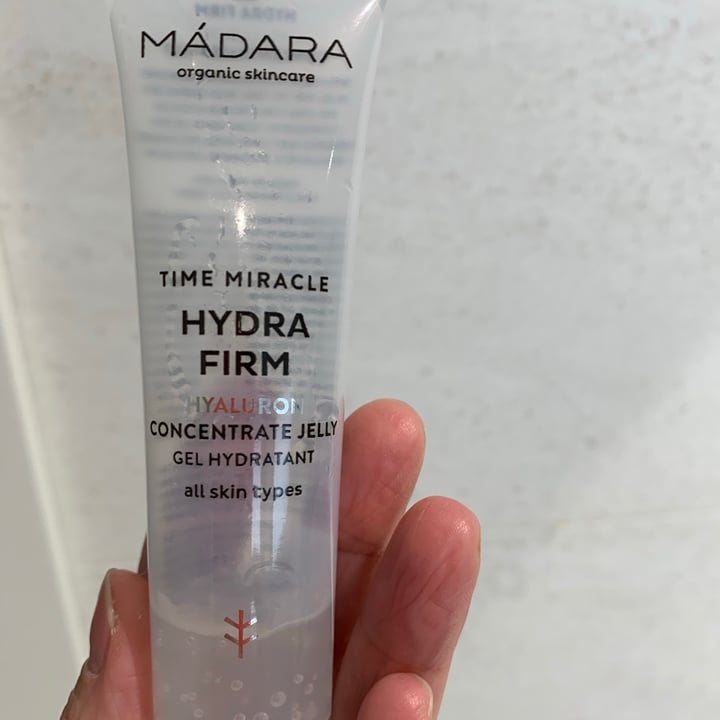 MÁDARA
organic skincare
TIME MIRACLE
HYDRA
FIRM
HYALURON
CONCENTRATE JELLY
GEL HYDRATANT
all skin types